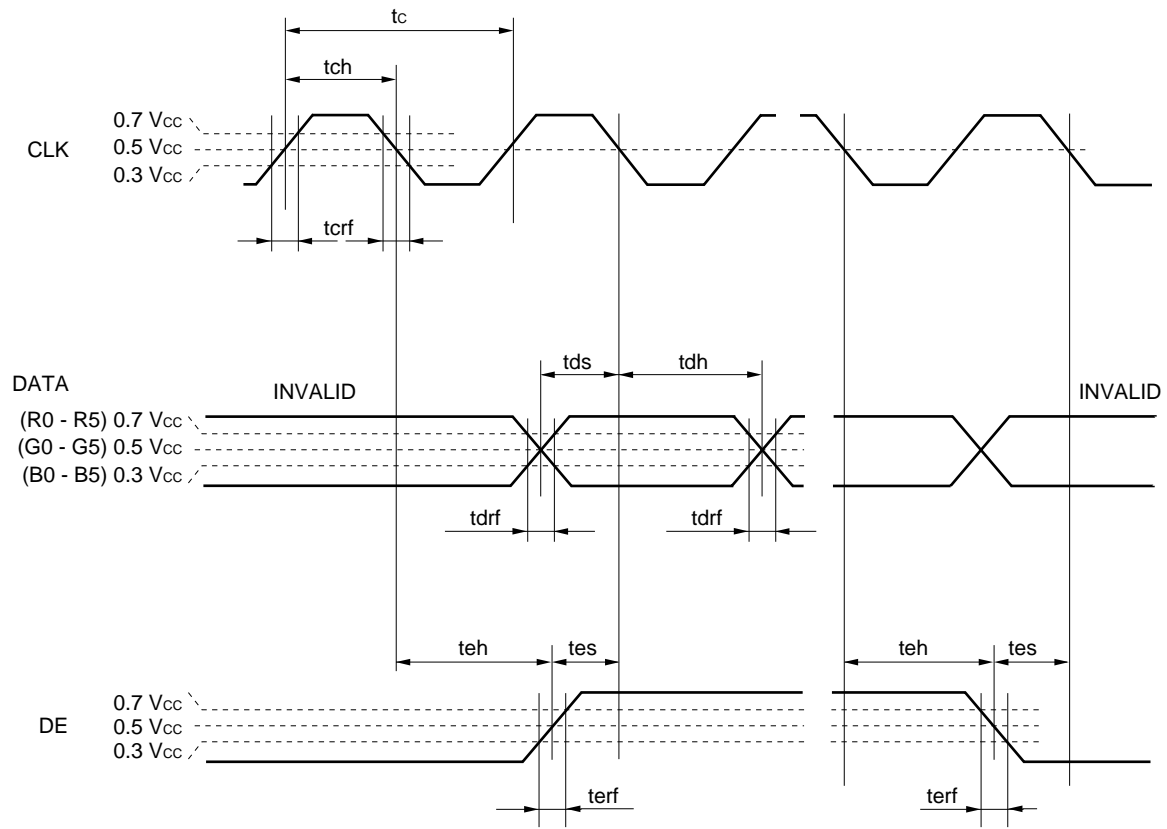 tc
tch
0.7 Vcc
CLK
0.5 Vcc
0.3 Vcc
tcrf
tds
tdh
DATA
INVALID
INVALID
(R0 - R5) 0.7 Vcc
(G0 - G5) 0.5 Vcc
(B0 - B5) 0.3 Vcc
tdrf
tdrf
teh
tes
teh
tes
0.7 Vcc
DE
0.5 Vcc
0.3 Vcc
terf
terf